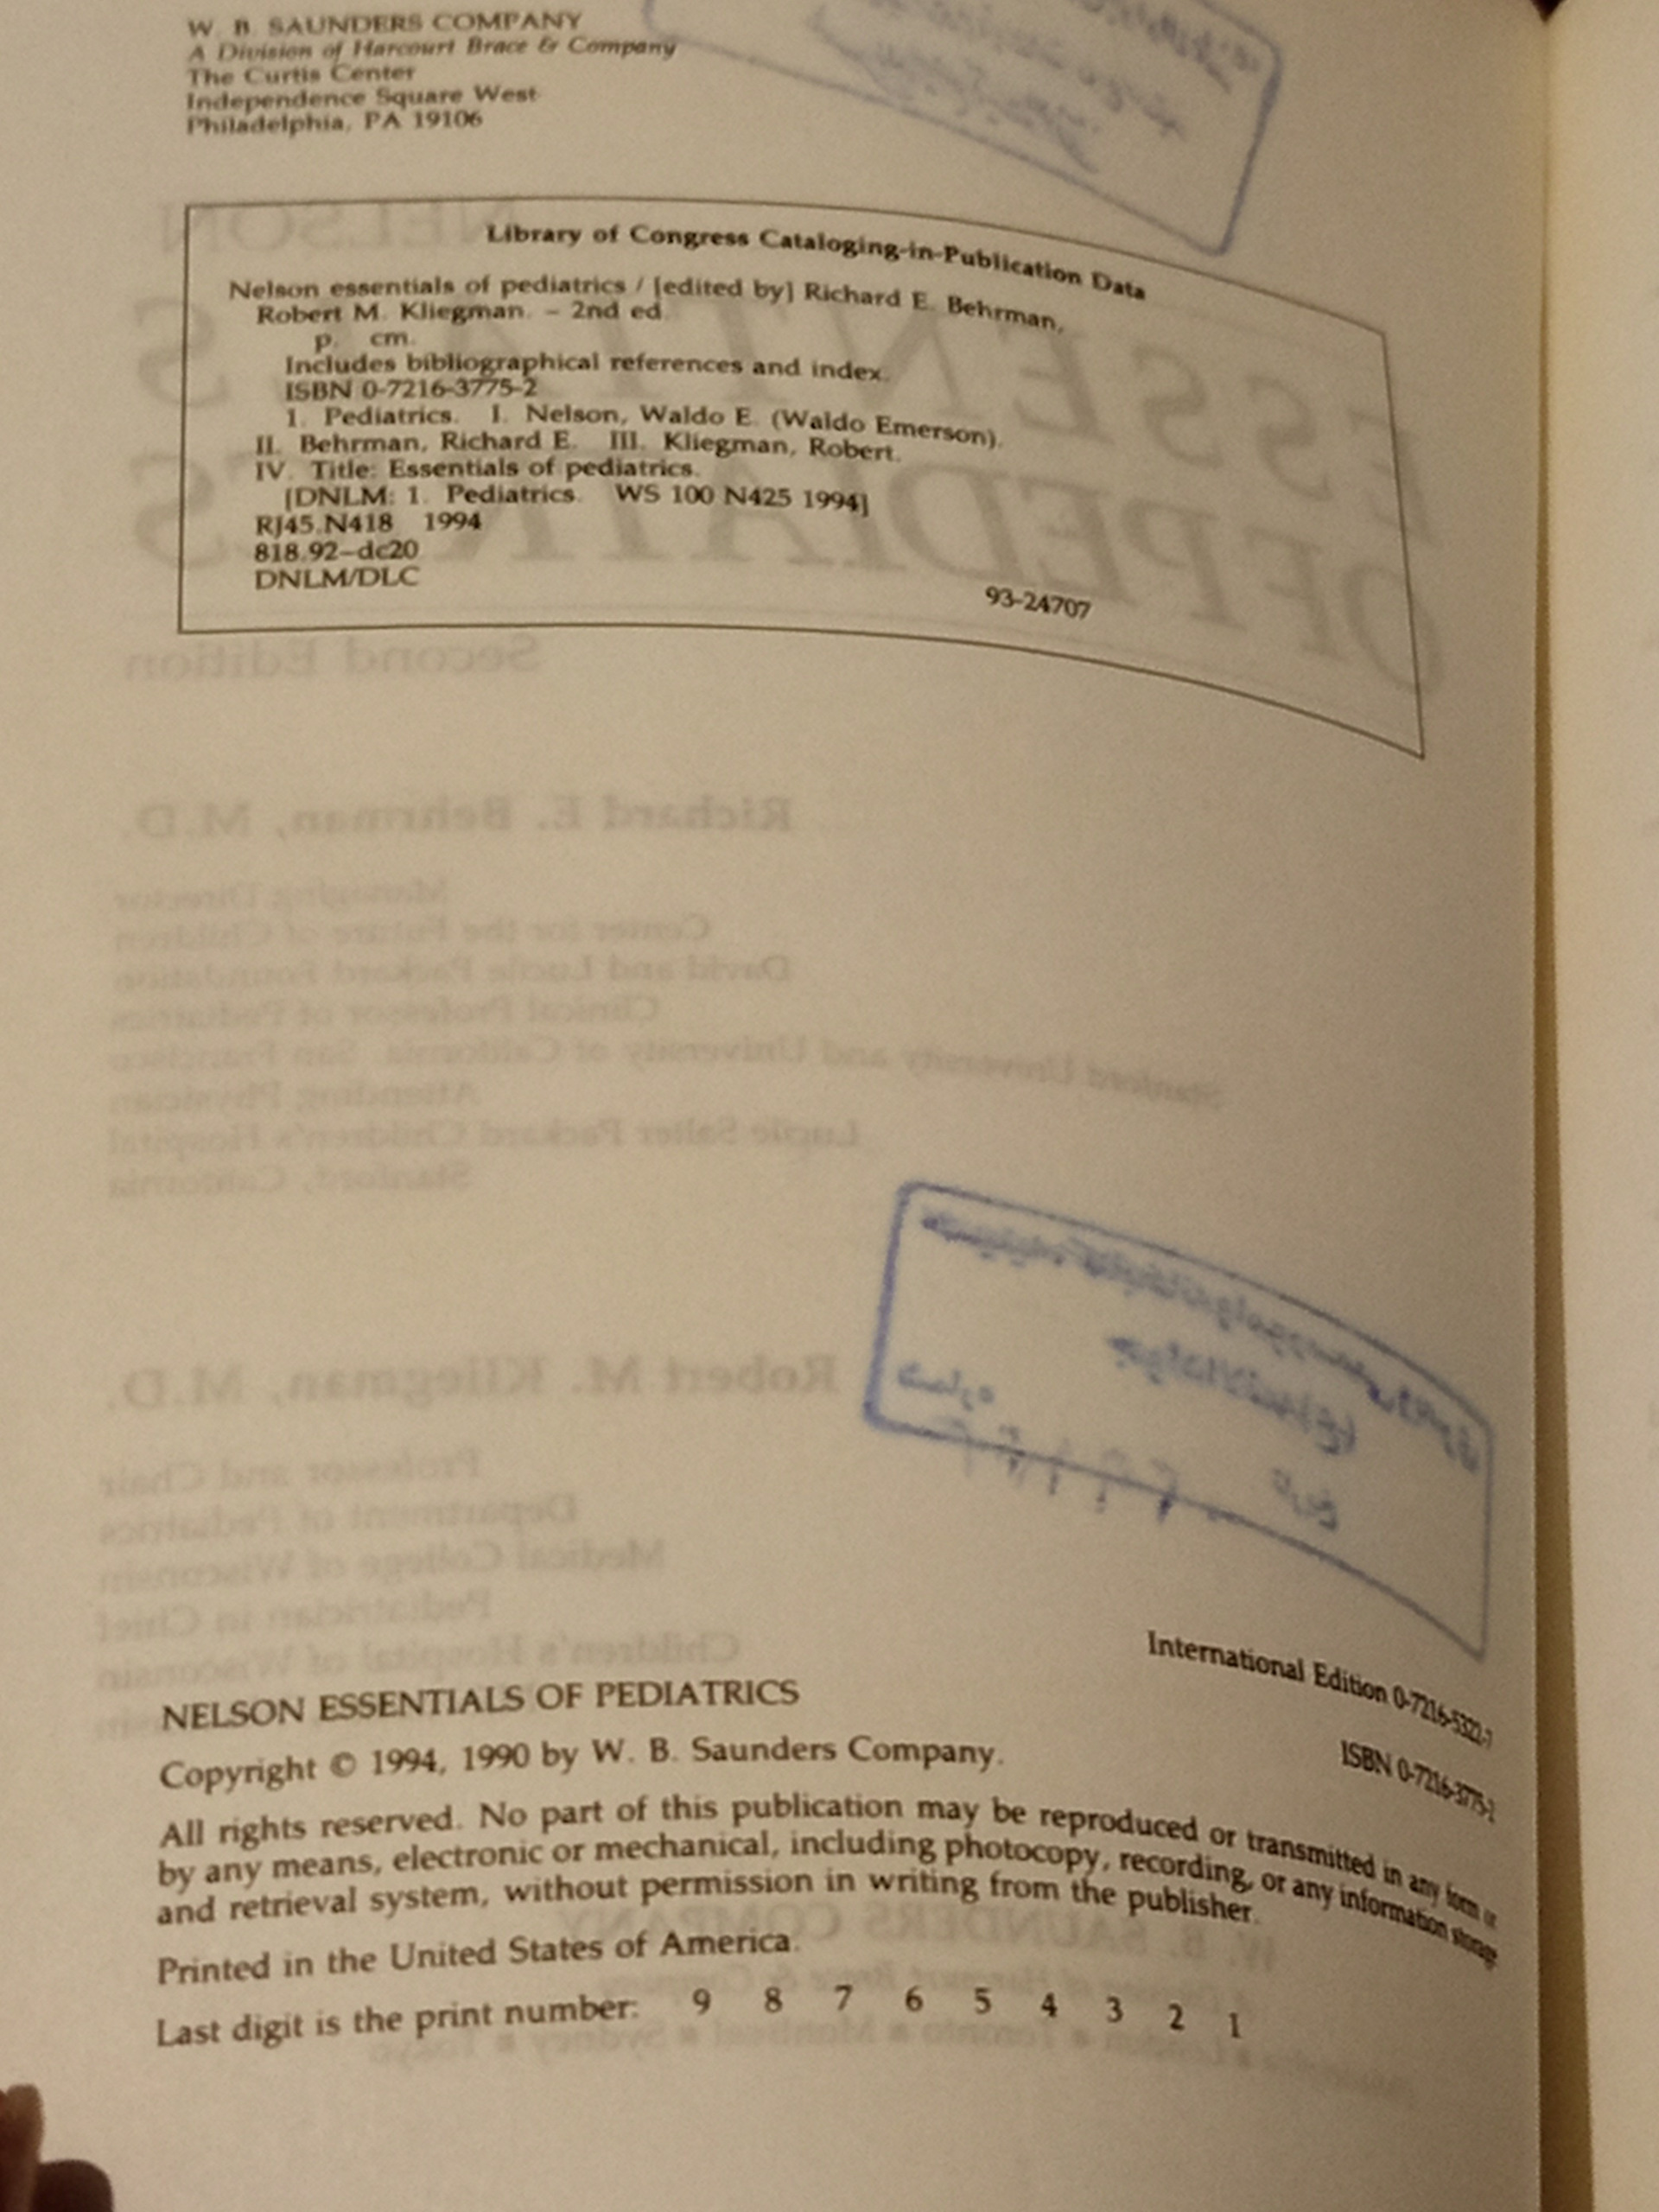 W. B. SAUNDERS COMPANY
A Division of Harcourt Brace & Company
The Curtis Center
Independence Square West
Philadelphia, PA 19106
Library of Congress Cataloging-in-Publication Data
Nelson essentials of pediatrics / [edited by] Richard E. Behrman,
Robert M. Kliegman. – 2nd ed.
p. cm.
Includes bibliographical references and index.
ISBN 0-7216-3775-2
1. Pediatrics. I. Nelson, Waldo E. (Waldo Emerson).
II. Behrman, Richard E. III. Kliegman, Robert.
IV. Title: Essentials of pediatrics.
[DNLM: 1. Pediatrics. WS 100 N425 1994]
RJ45.N418 1994
818.92–dc20
DNLM/DLC
93-24707
International Edition 0-7216-5322-7
NELSON ESSENTIALS OF PEDIATRICS
ISBN 0-7216-3775-2
Copyright © 1994, 1990 by W. B. Saunders Company.
All rights reserved. No part of this publication may be reproduced or transmitted in any form or
by any means, electronic or mechanical, including photocopy, recording, or any information storage
and retrieval system, without permission in writing from the publisher.
Printed in the United States of America.
Last digit is the print number: 9 8 7 6 5 4 3 2 1